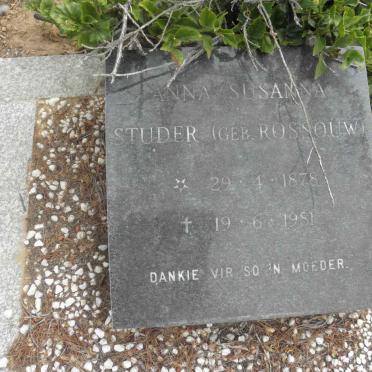 ANNA SUSANNA
STUDER (GEB. ROSSOUW)
29 · 4 · 1878
✝ 19 · 6 · 1951
DANKIE VIR SO 'N MOEDER.